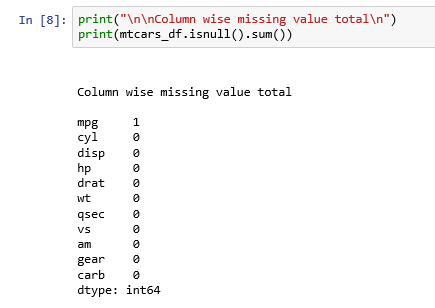 In [8]: print("\n\nColumn wise missing value total\n")
print(mtcars_df.isnull().sum())
Column wise missing value total
mpg 1
cyl 0
disp 0
hp 0
drat 0
wt 0
qsec 0
vs 0
am 0
gear 0
carb 0
dtype: int64